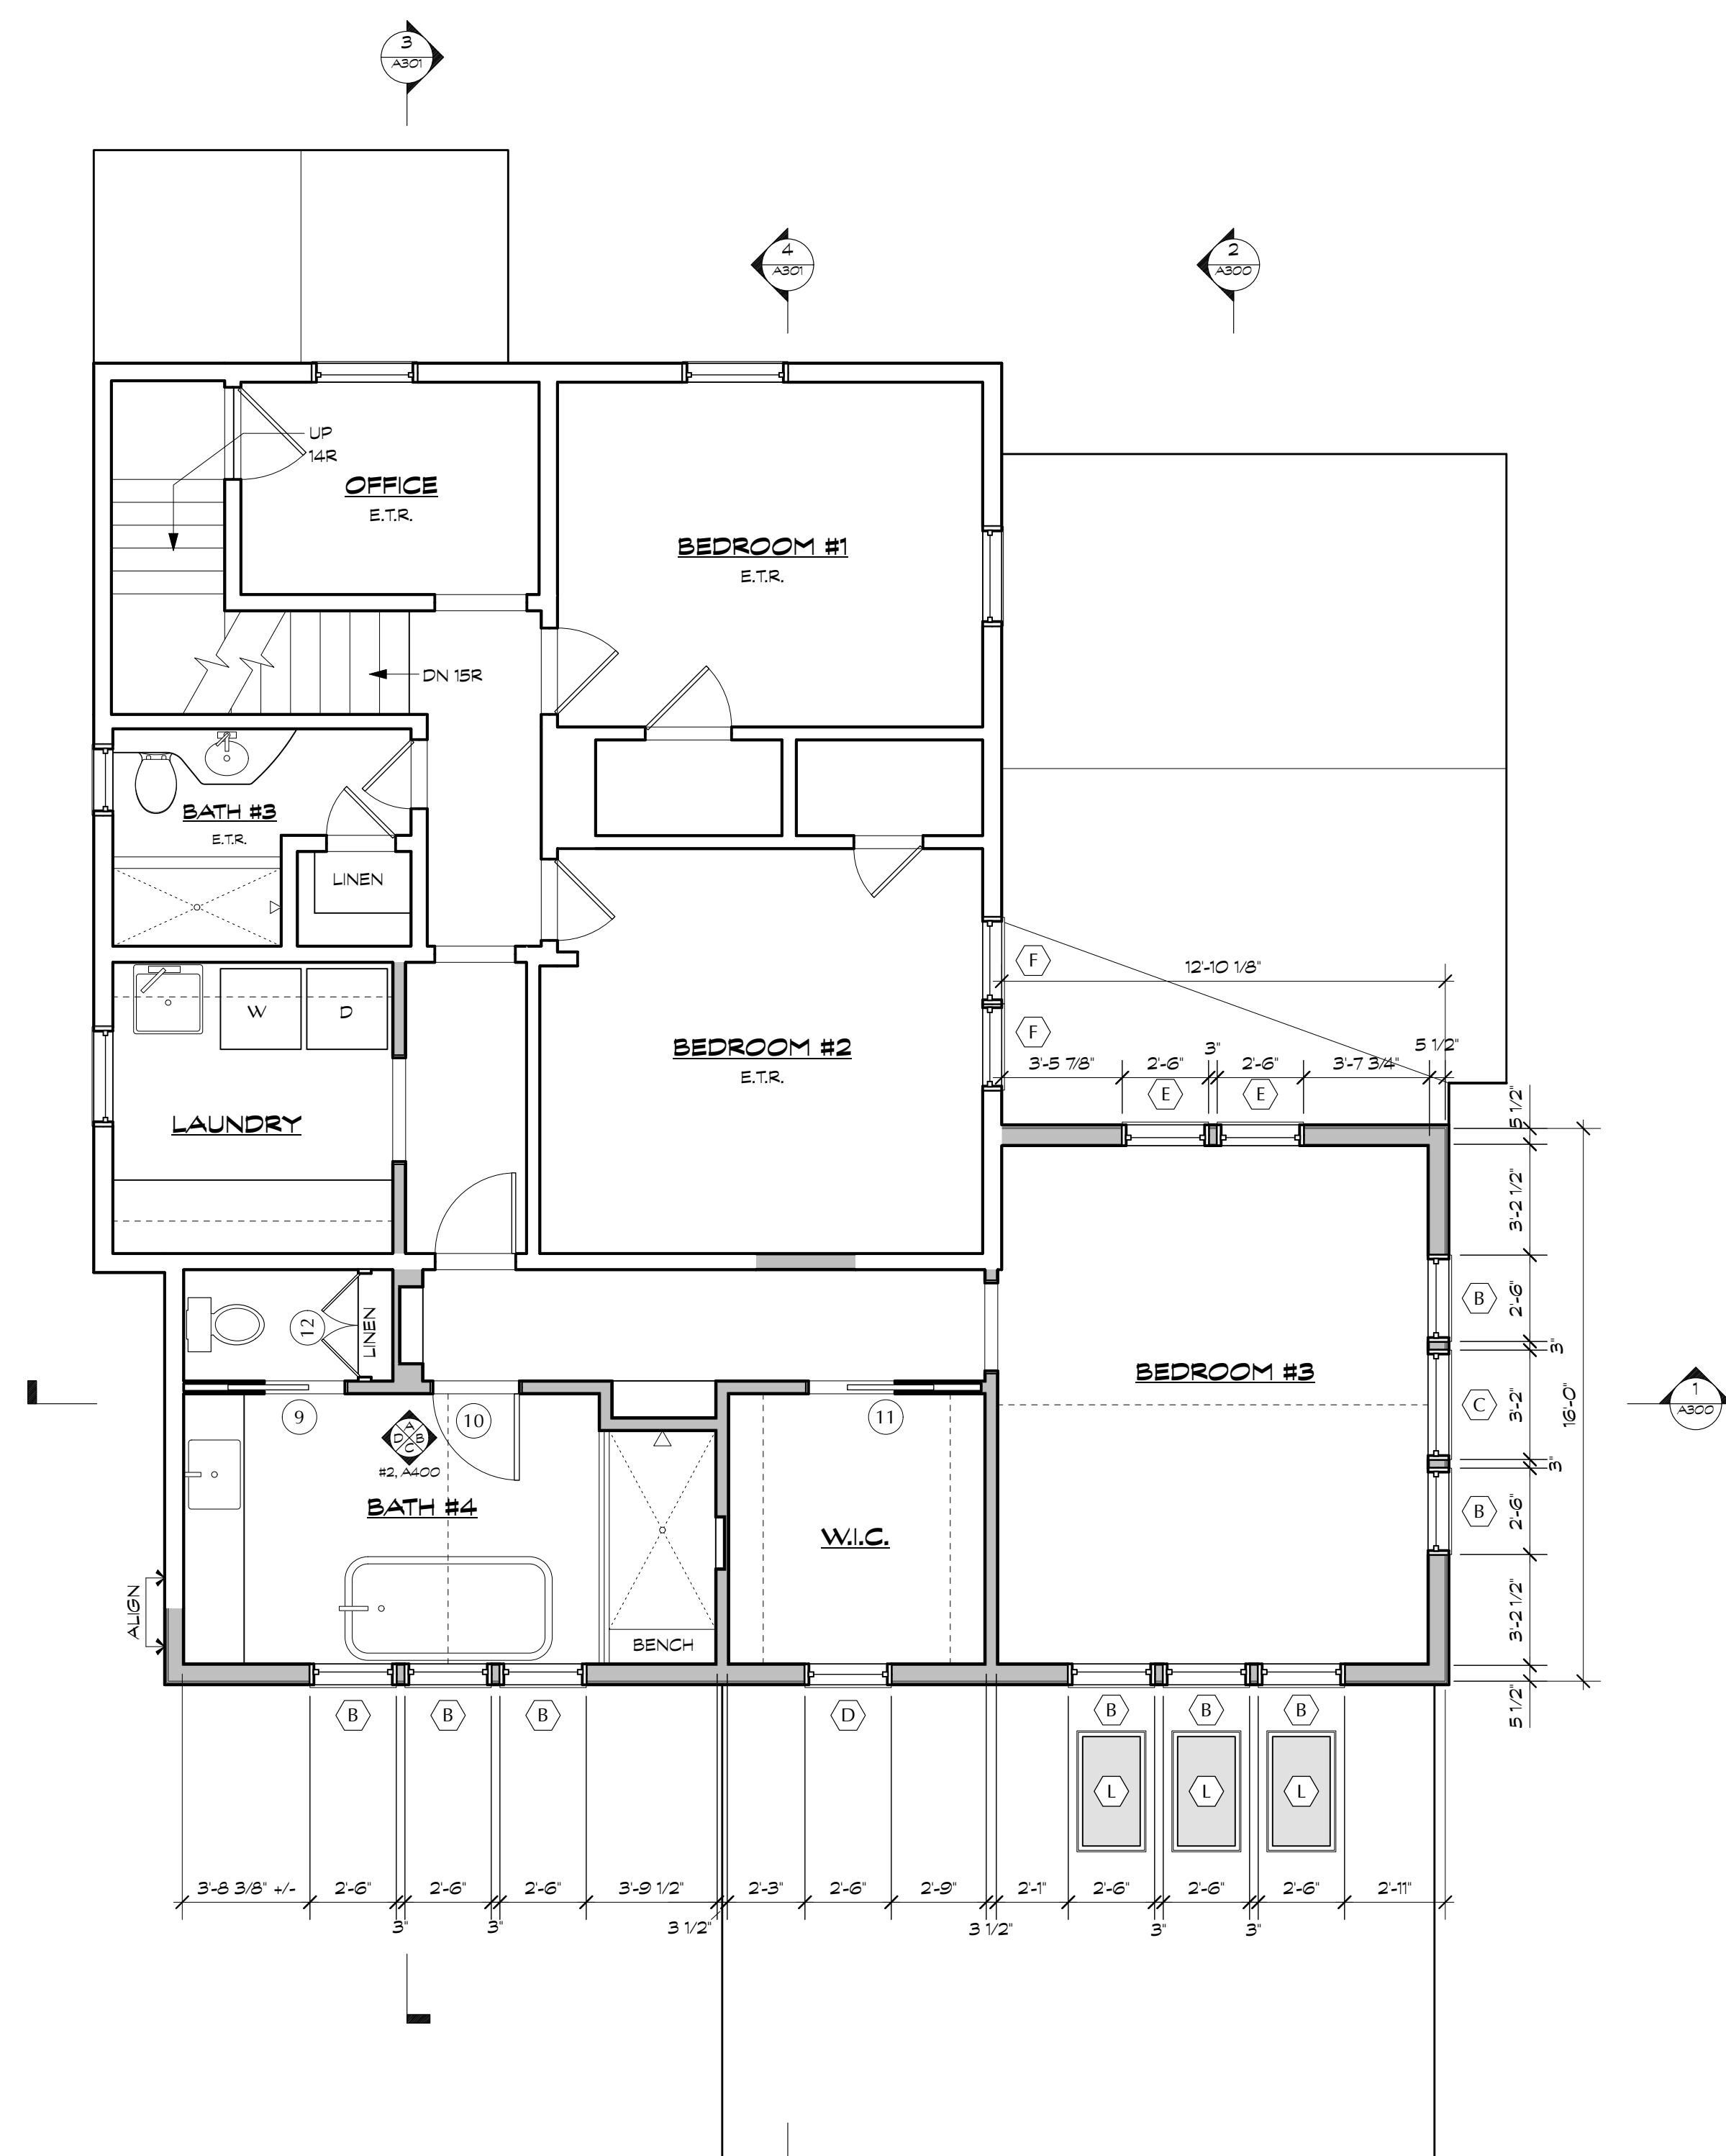 3
A301
4
A301
2
A300
UP
14R
OFFICE
E.T.R.
BEDROOM #1
E.T.R.
DN 15R
BATH #3
E.T.R.
LINEN
F
12'-10 1/8"
W
D
F
BEDROOM #2
E.T.R.
3'-5 7/8"
2'-6"
3"
2'-6"
3'-7 3/4"
5 1/2"
E
E
LAUNDRY
5 1/2"
3'-2 1/2"
B
2'-6"
3"
12
LINEN
BEDROOM #3
C
3'-2"
16'-0"
1
A300
9
10
11
A
D
B
C
#2, A400
3"
BATH #4
B
2'-6"
W.I.C.
ALIGN
BENCH
3'-2 1/2"
5 1/2"
B
B
B
D
B
B
B
L
L
L
3'-8 3/8" +/-
2'-6"
2'-6"
2'-6"
3'-9 1/2"
2'-3"
2'-6"
2'-9"
2'-1"
2'-6"
2'-6"
2'-6"
2'-11"
3"
3"
3 1/2"
3 1/2"
3"
3"